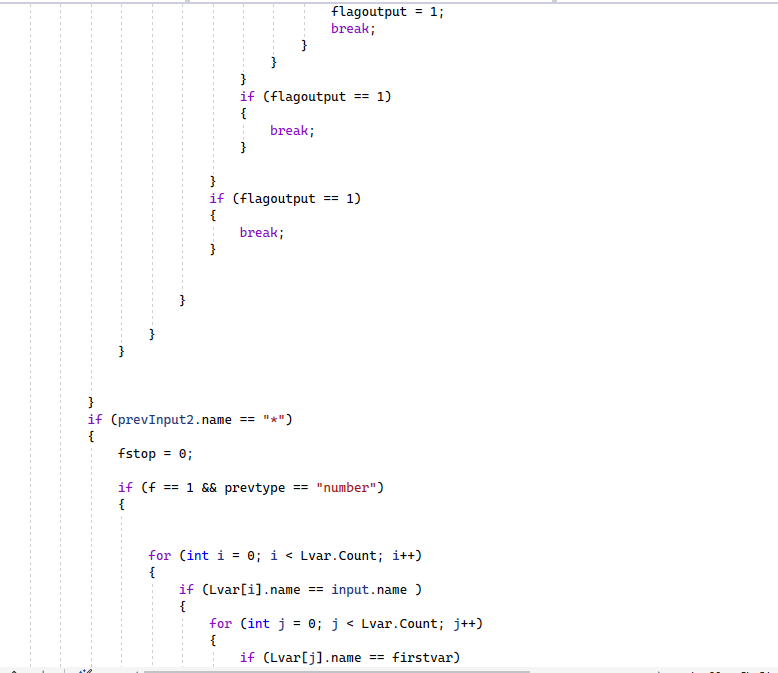 flagoutput = 1;
break;
}
}
}
if (flagoutput == 1)
{
break;
}
}
if (flagoutput == 1)
{
break;
}
}
}
}
}
if (prevInput2.name == "*")
{
fstop = 0;
if (f == 1 && prevtype == "number")
{
for (int i = 0; i < Lvar.Count; i++)
{
if (Lvar[i].name == input.name )
{
for (int j = 0; j < Lvar.Count; j++)
{
if (Lvar[j].name == firstvar)